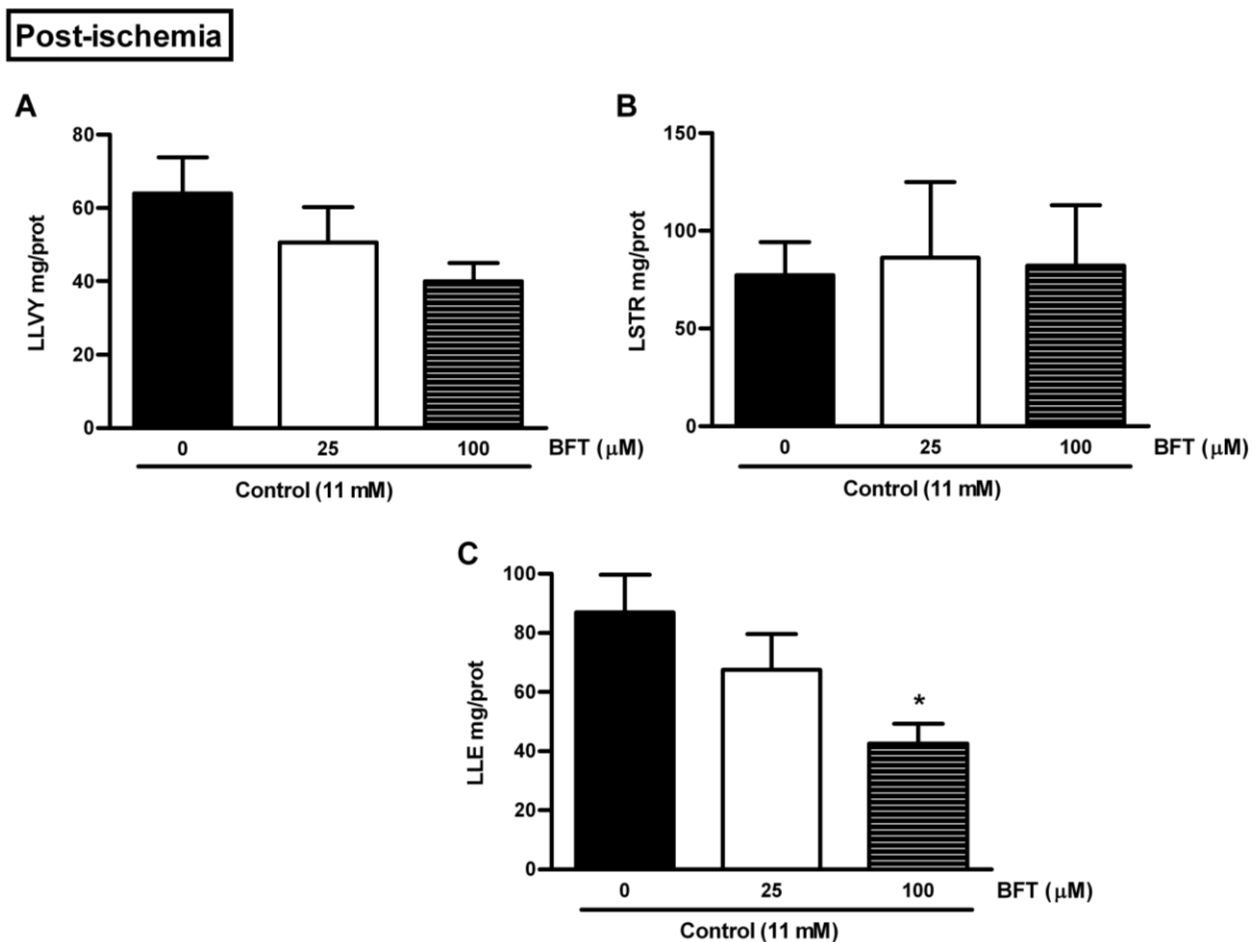 Post-ischemia
A
80
60
40
20
0
LLVY mg/prot
0 25 100 BFT (μM)
Control (11 mM)
B
150
100
50
0
LSTR mg/prot
0 25 100 BFT (μM)
Control (11 mM)
C
100
80
60
40
20
0
LLE mg/prot
*
0 25 100 BFT (μM)
Control (11 mM)